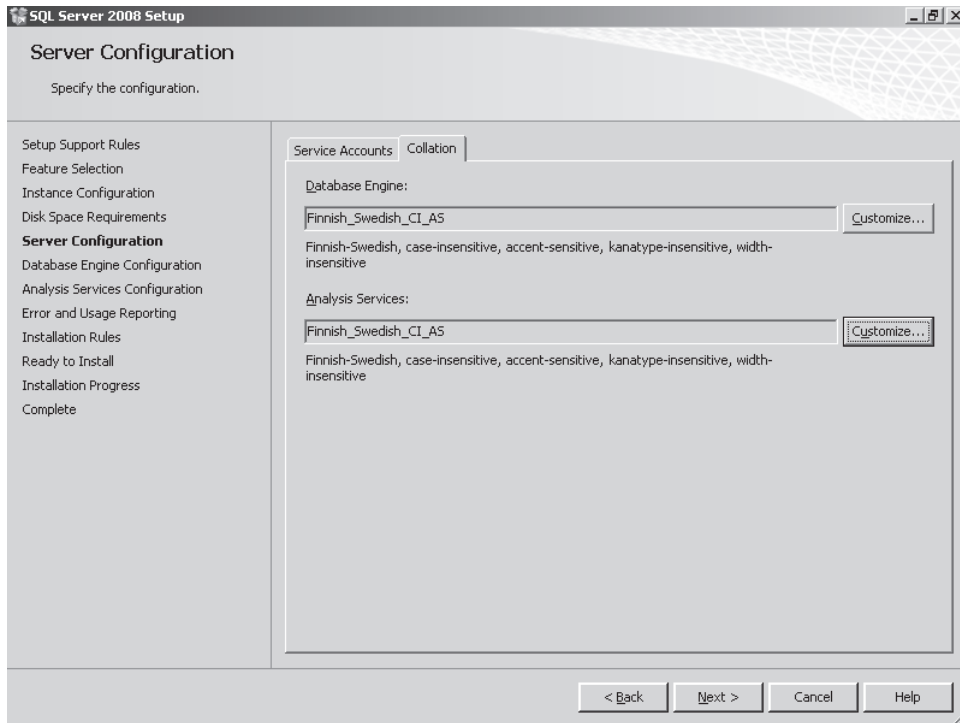 SQL Server 2008 Setup
Server Configuration
Specify the configuration.
Setup Support Rules
Feature Selection
Instance Configuration
Disk Space Requirements
Server Configuration
Database Engine Configuration
Analysis Services Configuration
Error and Usage Reporting
Installation Rules
Ready to Install
Installation Progress
Complete
Service Accounts
Collation
Database Engine:
Finnish_Swedish_CI_AS
Customize...
Finnish-Swedish, case-insensitive, accent-sensitive, kanatype-insensitive, width-
insensitive
Analysis Services:
Finnish_Swedish_CI_AS
Customize...
Finnish-Swedish, case-insensitive, accent-sensitive, kanatype-insensitive, width-
insensitive
< Back
Next >
Cancel
Help